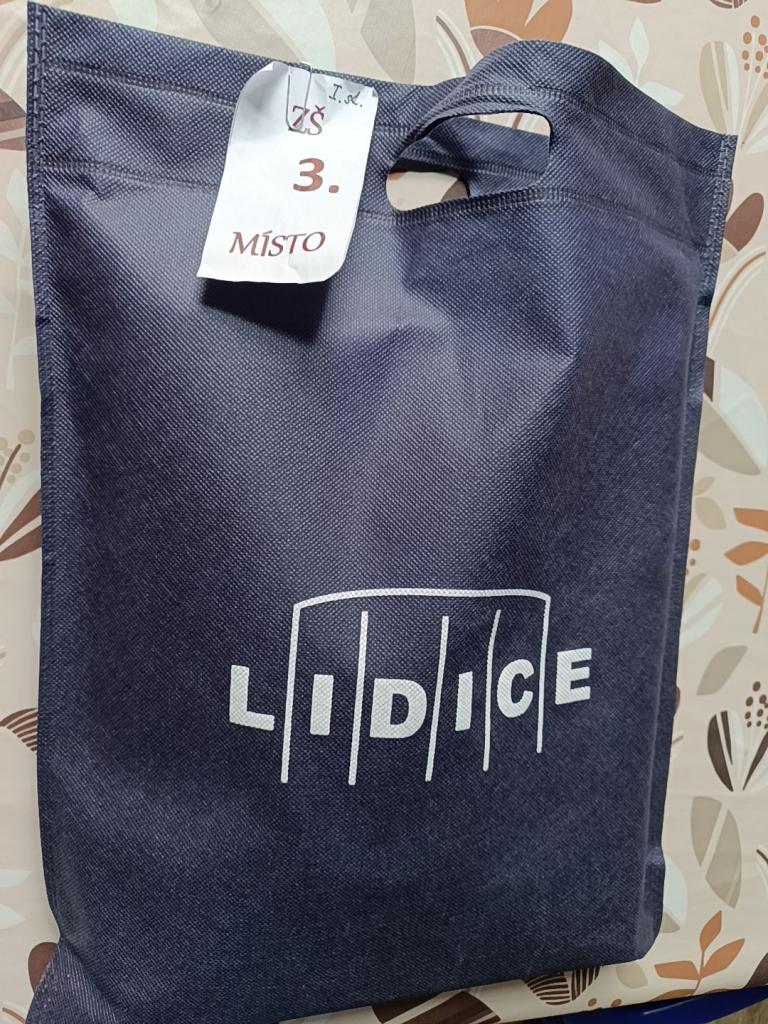 I. st.
ZŠ
3.
MÍSTO
LIDICE